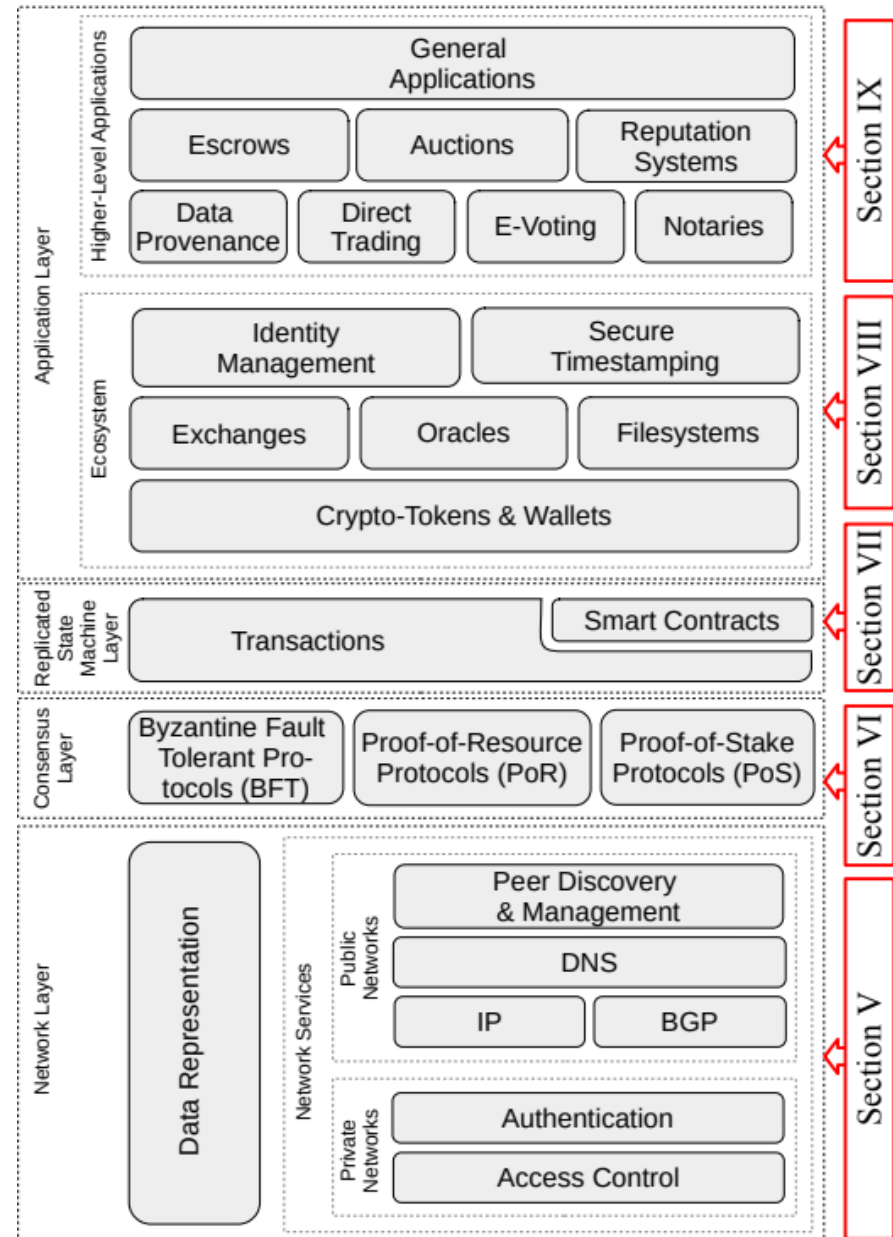 Application Layer
Higher-Level Applications
General
Applications
Escrows
Auctions
Reputation
Systems
Data
Provenance
Direct
Trading
E-Voting
Notaries
Section IX
Ecosystem
Identity
Management
Secure
Timestamping
Exchanges
Oracles
Filesystems
Crypto-Tokens & Wallets
Section VIII
Replicated
State
Machine
Layer
Transactions
Smart Contracts
Section VII
Consensus
Layer
Byzantine Fault
Tolerant Pro-
tocols (BFT)
Proof-of-Resource
Protocols (PoR)
Proof-of-Stake
Protocols (PoS)
Section VI
Network Layer
Data Representation
Network Services
Public
Networks
Peer Discovery
& Management
DNS
IP
BGP
Private
Networks
Authentication
Access Control
Section V